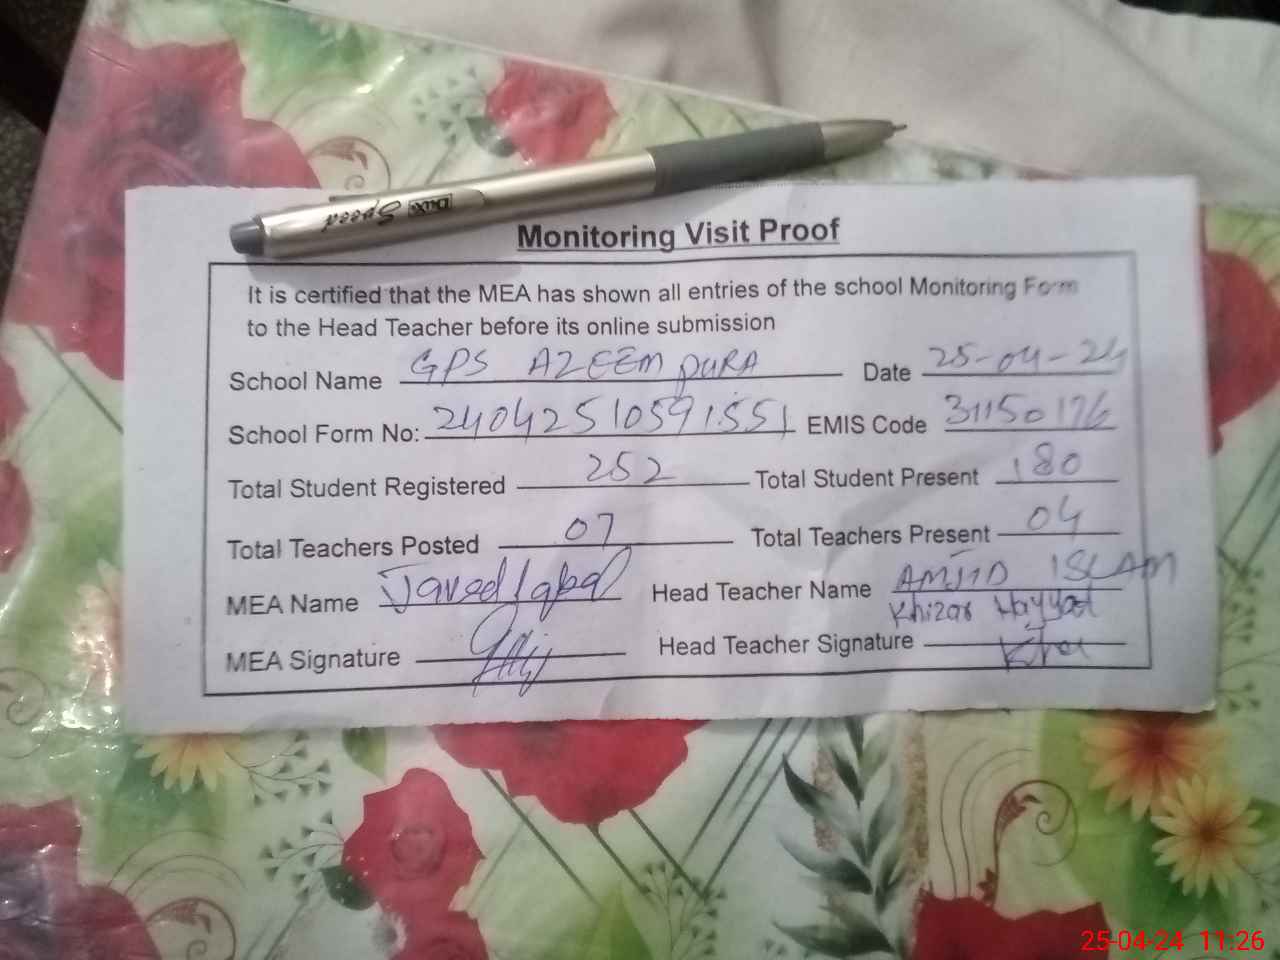 Dux Speed
Monitoring Visit Proof
It is certified that the MEA has shown all entries of the school Monitoring Form
to the Head Teacher before its online submission
School Name GPS AZEEM PURA Date 25-04-24
School Form No: 24042510591551 EMIS Code 31150176
Total Student Registered 252 Total Student Present 180
Total Teachers Posted 07 Total Teachers Present 04
MEA Name Javed Iqbal Head Teacher Name AMJID ISLAM
Khizar Hayyat
MEA Signature Head Teacher Signature
25-04-24 11:26